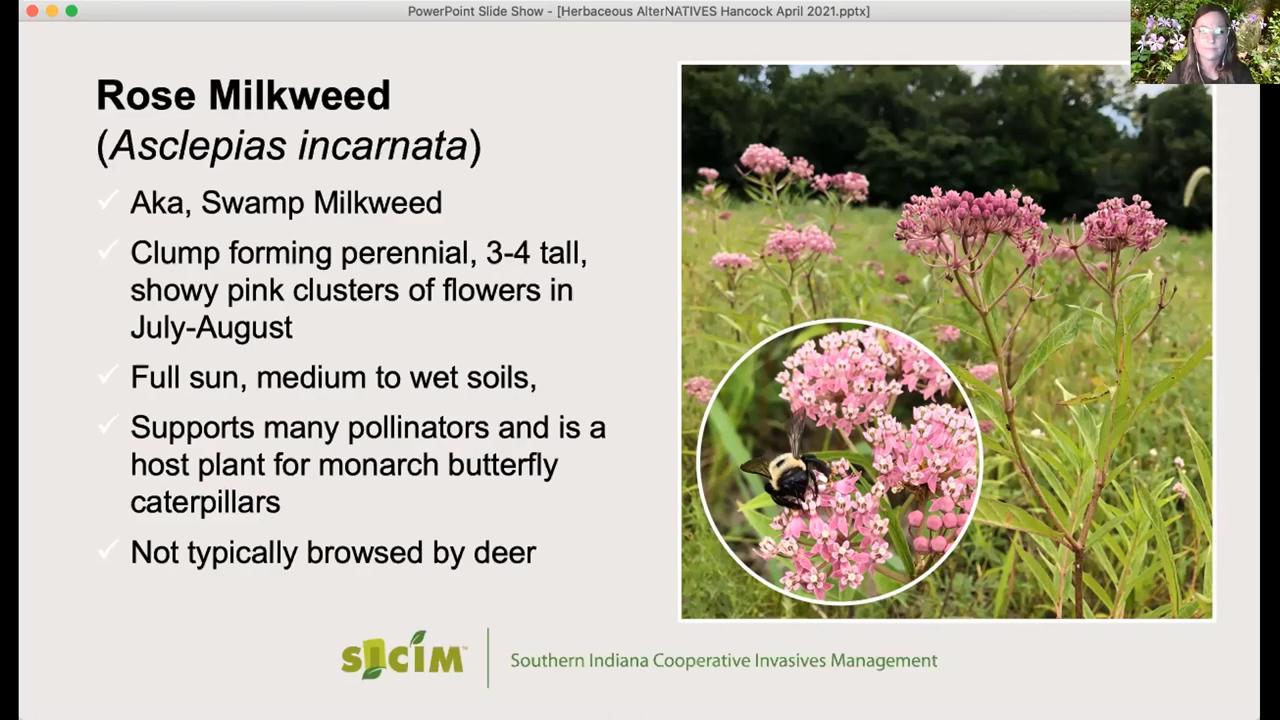 PowerPoint Slide Show - [Herbaceous AlterNATIVES Hancock April 2021.pptx]
Rose Milkweed
(Asclepias incarnata)
Aka, Swamp Milkweed
Clump forming perennial, 3-4 tall,
showy pink clusters of flowers in
July-August
Full sun, medium to wet soils,
Supports many pollinators and is a
host plant for monarch butterfly
caterpillars
Not typically browsed by deer
SICIM™
Southern Indiana Cooperative Invasives Management